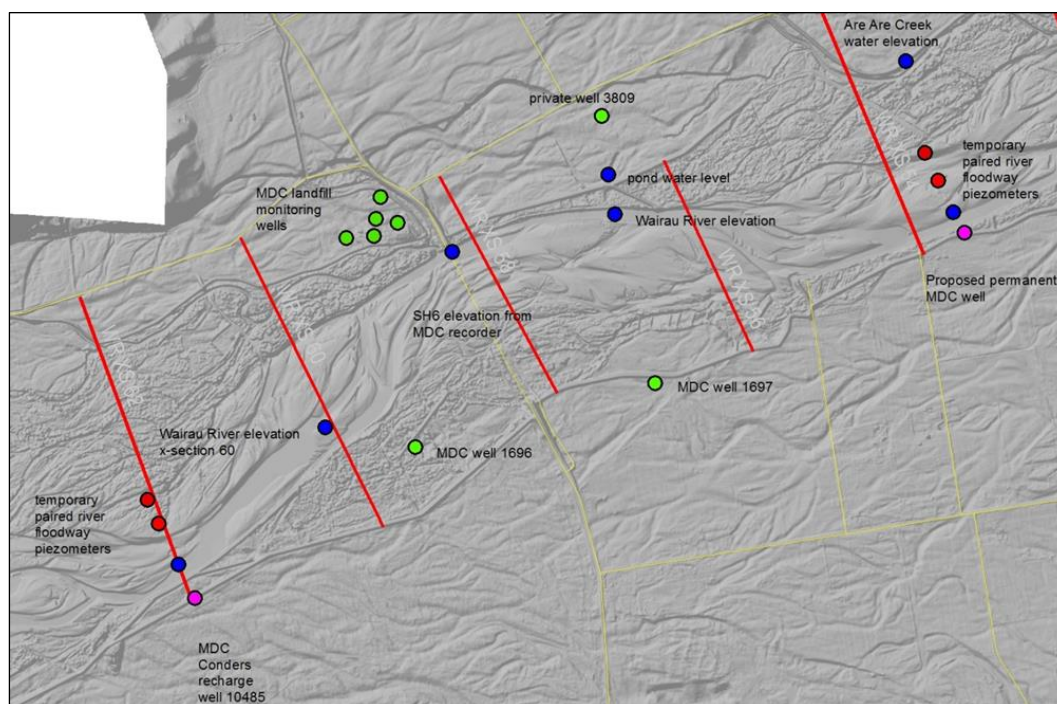 Are Are Creek
water elevation
private well 3809
temporary
paired river
floodway
piezometers
MDC landfill
monitoring
wells
pond water level
Wairau River elevation
Proposed permanent
MDC well
SH6 elevation from
MDC recorder
MDC well 1697
Wairau River elevation
x-section 60
MDC well 1696
temporary
paired river
floodway
piezometers
MDC
Conders
recharge
well 10485